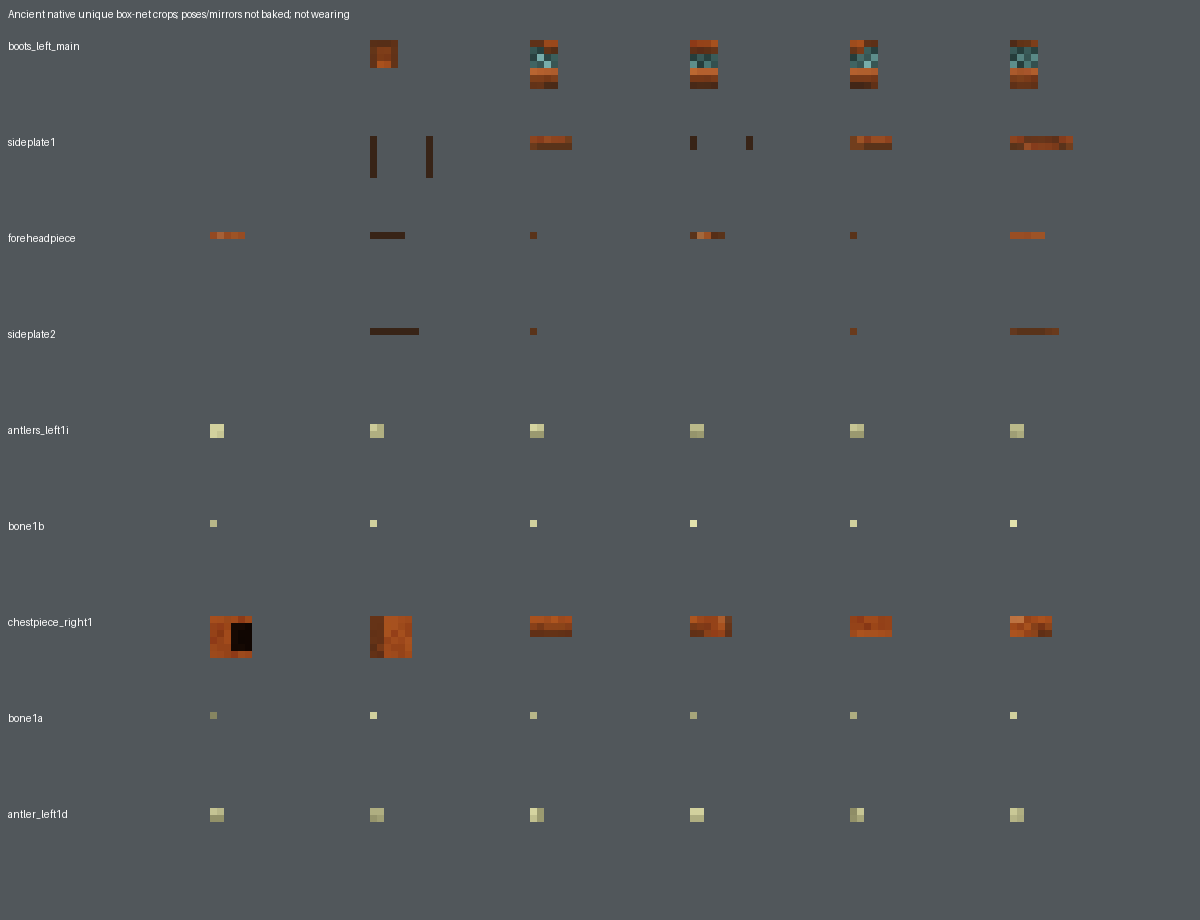 Ancient native unique box-net crops; poses/mirrors not baked; not wearing
boots_left_main
sideplate1
foreheadpiece
sideplate2
antlers_left1i
bone1b
chestpiece_right1
bone1a
antler_left1d